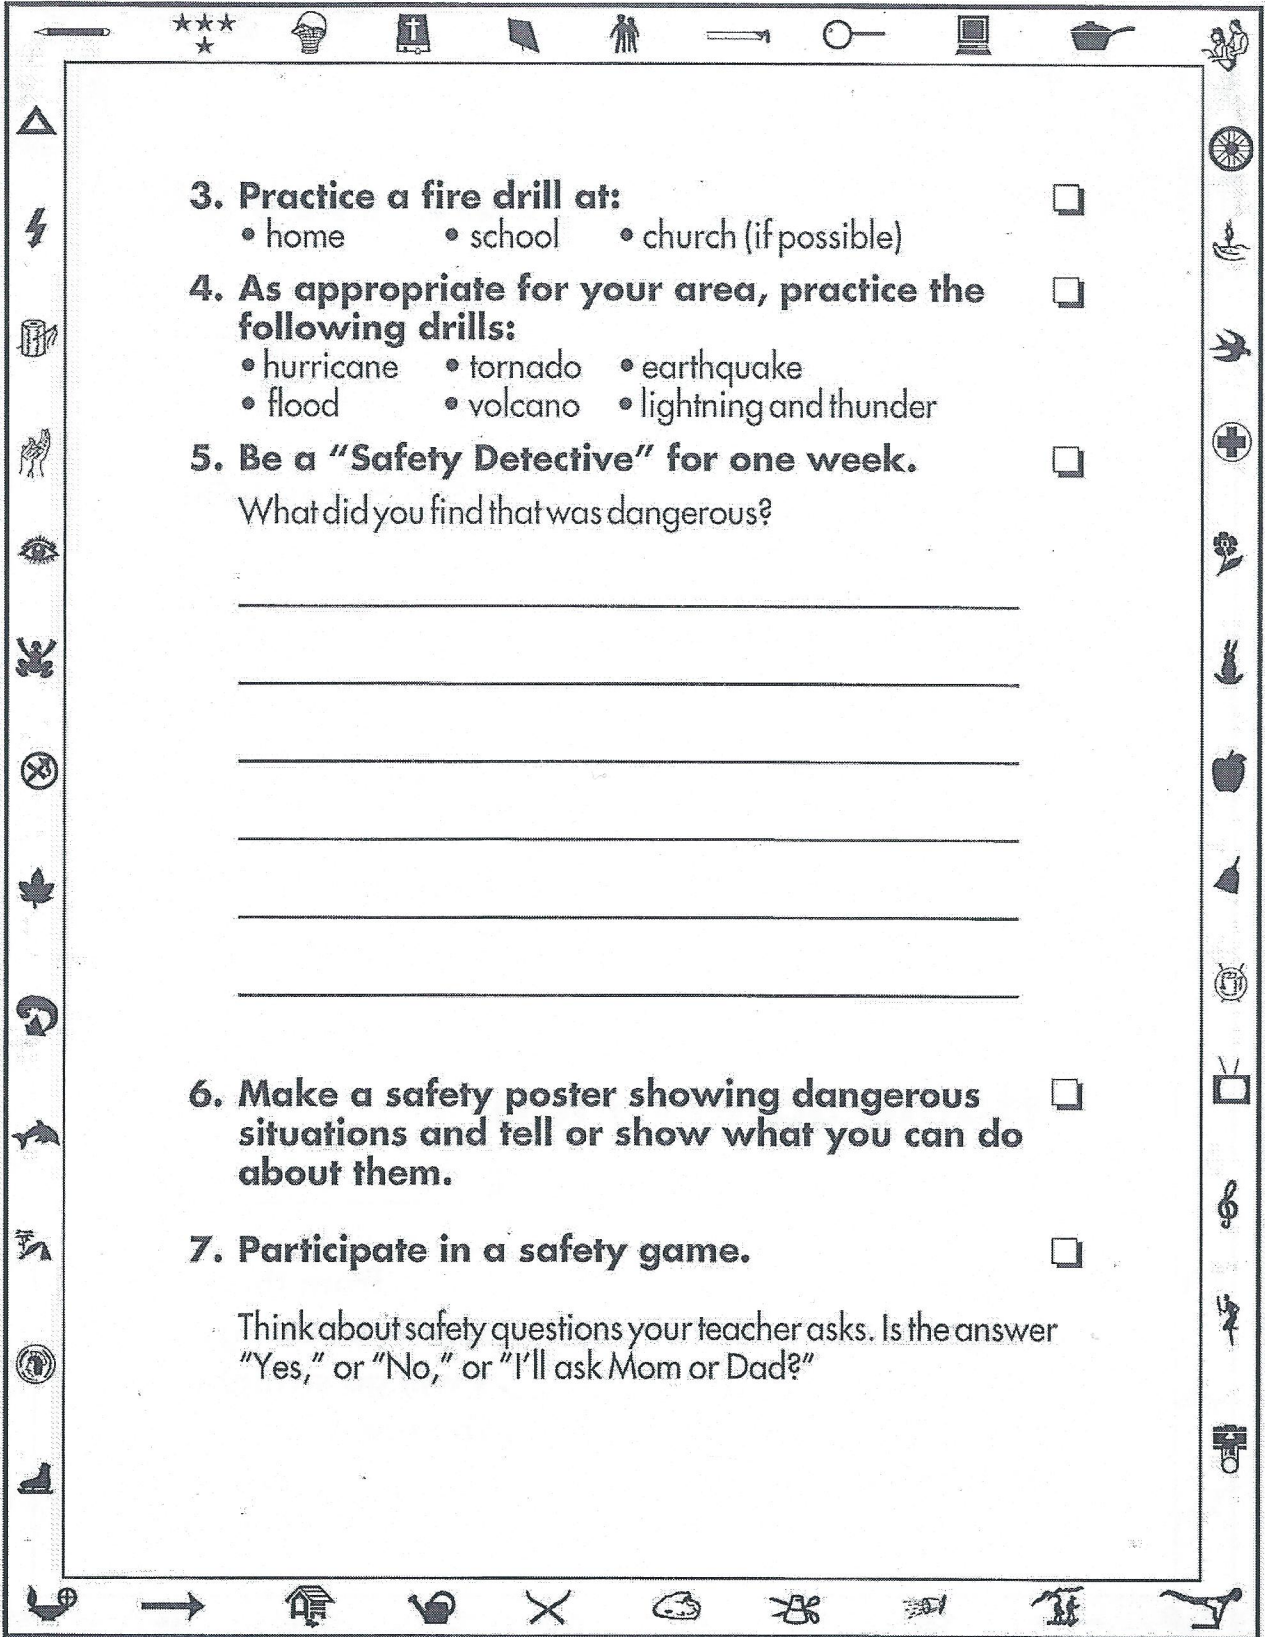 3. Practice a fire drill at:
• home • school • church (if possible)
4. As appropriate for your area, practice the
following drills:
• hurricane • tornado • earthquake
• flood • volcano • lightning and thunder
5. Be a “Safety Detective” for one week.
What did you find that was dangerous?
6. Make a safety poster showing dangerous
situations and tell or show what you can do
about them.
7. Participate in a safety game.
Think about safety questions your teacher asks. Is the answer
“Yes,” or “No,” or “I’ll ask Mom or Dad?”